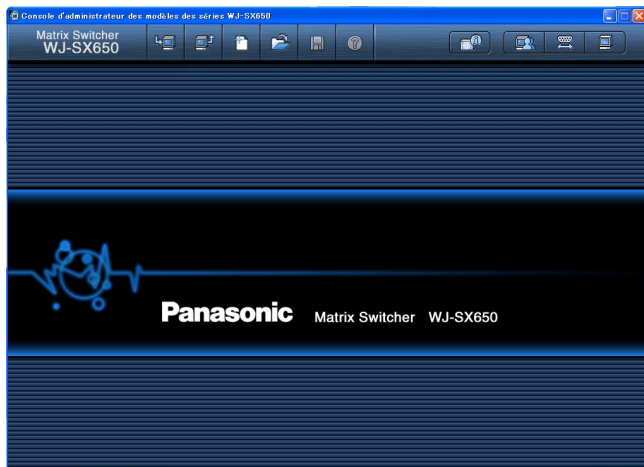 Console d'administrateur des modèles des séries WJ-SX650
Matrix Switcher
WJ-SX650
Panasonic Matrix Switcher WJ-SX650